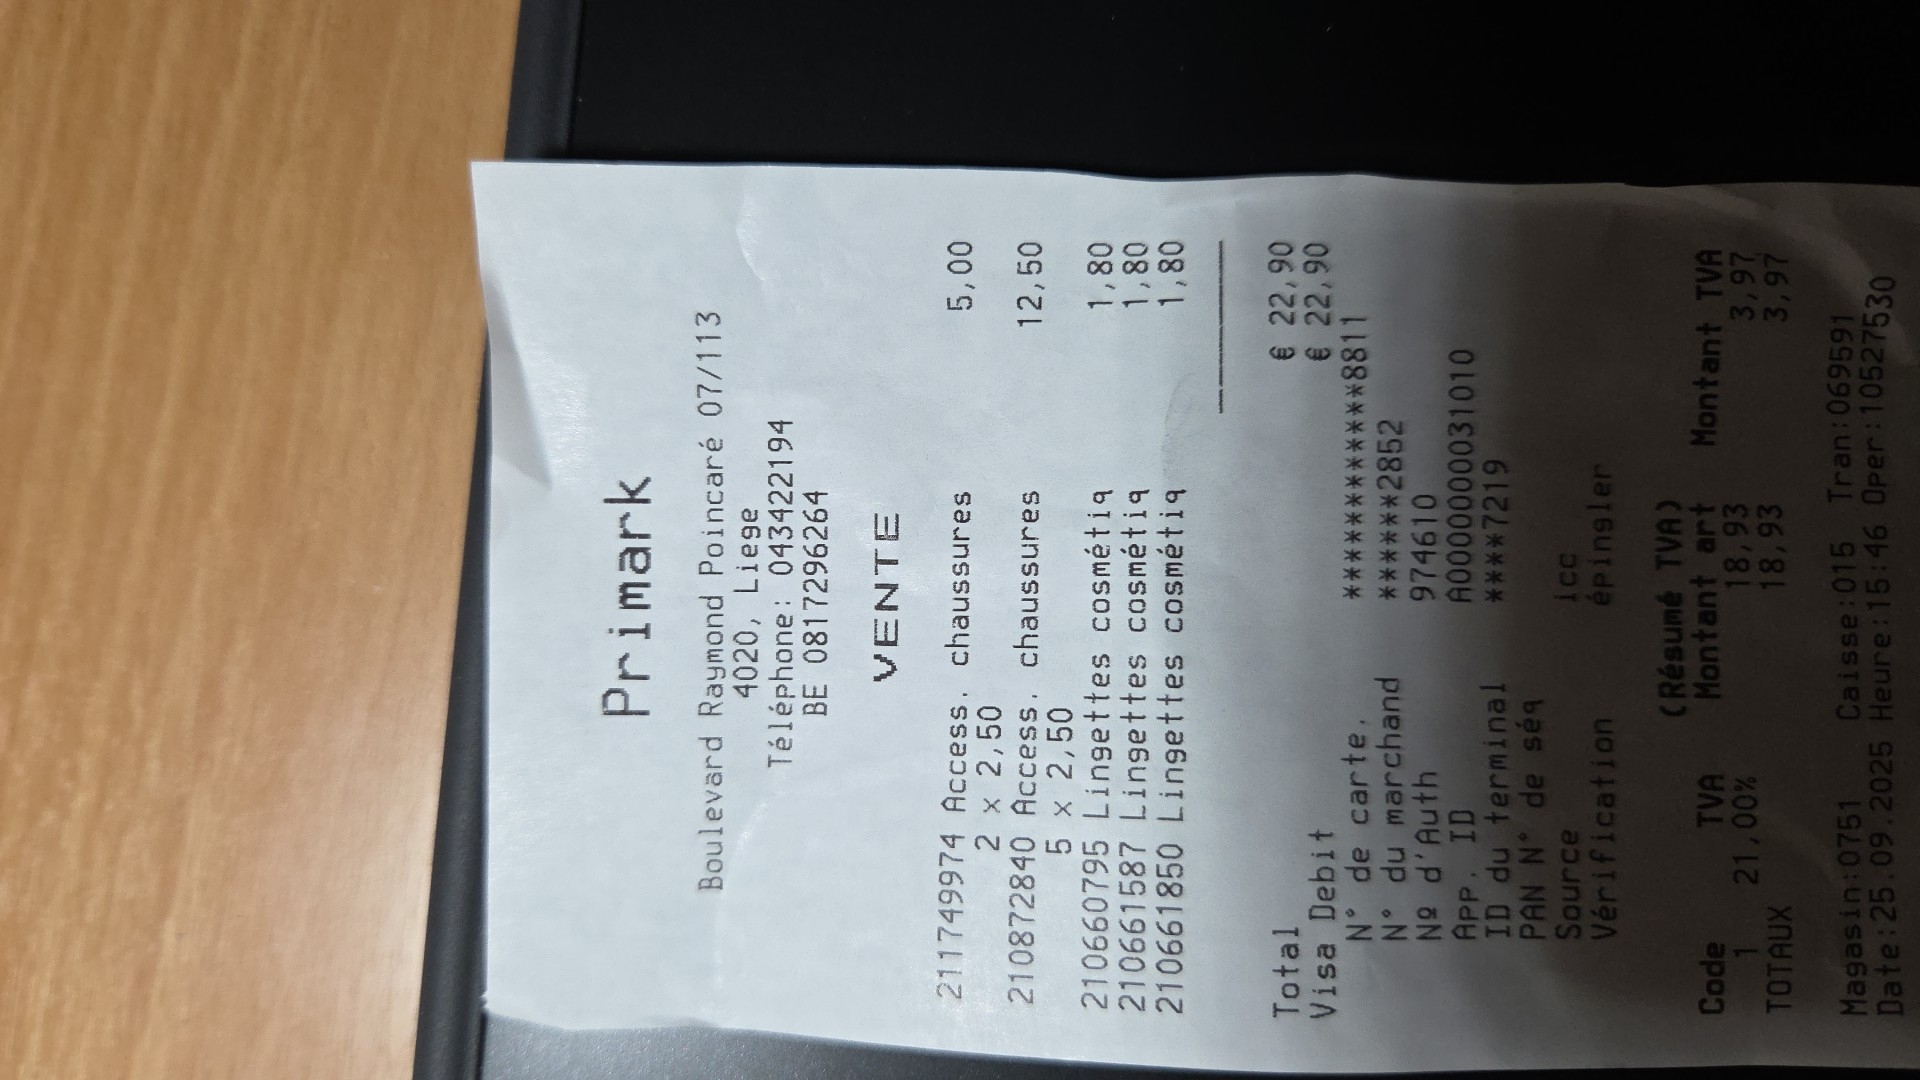 Primark
Boulevard Raymond Poincaré 07/113
4020, Liege
Téléphone: 043422194
BE 0817296264
VENTE
211749974 Access. chaussures 5,00
2 x 2,50
210872840 Access. chaussures 12,50
5 x 2,50
210660795 Lingettes cosmétiq 1,80
210661587 Lingettes cosmétiq 1,80
210661850 Lingettes cosmétiq 1,80
Total € 22,90
Visa Debit € 22,90
N° de carte. ************8811
N° du marchand ******2852
Nº d'Auth 974610
App. ID A0000000031010
ID du terminal ****7219
PAN N° de séq
Source icc
Vérification épingler
(Résumé TVA)
Code TVA Montant art Montant TVA
1 21,00% 18,93 3,97
TOTAUX 18,93 3,97
Magasin:0751 Caisse:015 Tran:069591
Date:25.09.2025 Heure:15:46 Oper:10527530